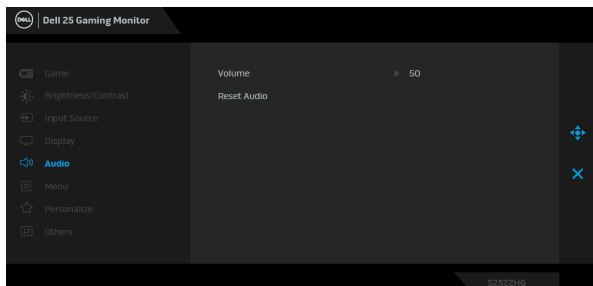 DELL Dell 25 Gaming Monitor
Game
Volume 50
Brightness/Contrast
Reset Audio
Input Source
Display
Audio
Menu
Personalize
Others
S2522HG